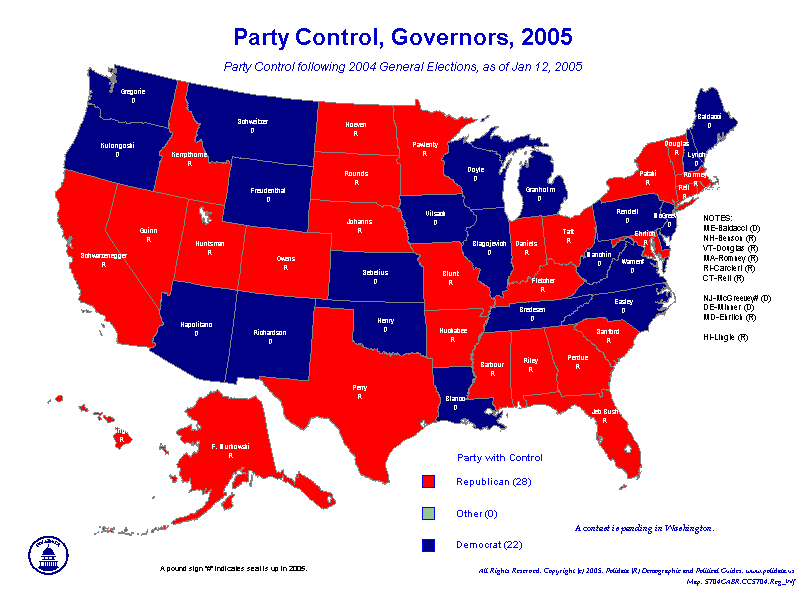 Party Control, Governors, 2005
Party Control following 2004 General Elections, as of Jan 12, 2005
Gregorie
D
Kulongoski
D
Kempthorne
R
Schweitzer
D
Freudenthal
D
Hoeven
R
Rounds
R
Johanns
R
Pawlenty
R
Doyle
D
Granholm
D
Vilsack
D
Blagojevich
D
Daniels
R
Taft
R
Pataki
R
Douglas
R
Baldacci
D
Lynch
D
Romney
R
Rell
R
Rendell
D
McGreevey
D
Ehrlich
R
Manchin
D
Warner#
D
Schwarzenegger
R
Guinn
R
Huntsman
R
Owens
R
Sebelius
D
Blunt
R
Fletcher
R
Bredesen
D
Easley
D
Sanford
R
Napolitano
D
Richardson
D
Henry
D
Huckabee
R
Perry
R
Blanco
D
Barbour
R
Riley
R
Perdue
R
Jeb Bush
R
F. Murkowski
R
R
NOTES:
ME-Baldacci (D)
NH-Benson (R)
VT-Douglas (R)
MA-Romney (R)
RI-Carcieri (R)
CT-Rell (R)
NJ-McGreevey# (D)
DE-Minner (D)
MD-Ehrlich (R)
HI-Lingle (R)
Party with Control
Republican (28)
Other (0)
Democrat (22)
A contest is pending in Washington.
POLIDATA
A pound sign "#" indicates seat is up in 2005.
All Rights Reserved. Copyright (c) 2005. Polidata (R) Demographic and Political Guides. www.polidata.us